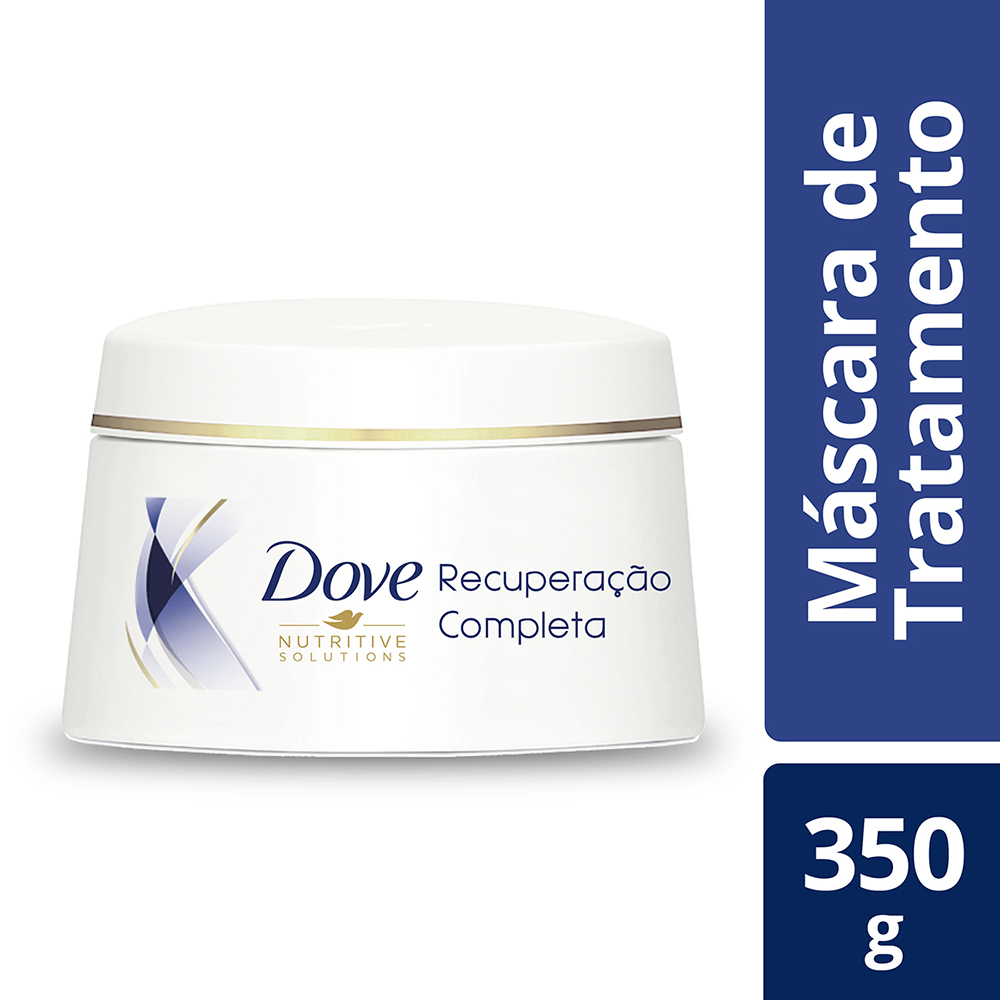 Dove
NUTRITIVE
SOLUTIONS
Recuperação
Completa
Máscara de
Tratamento
350
g